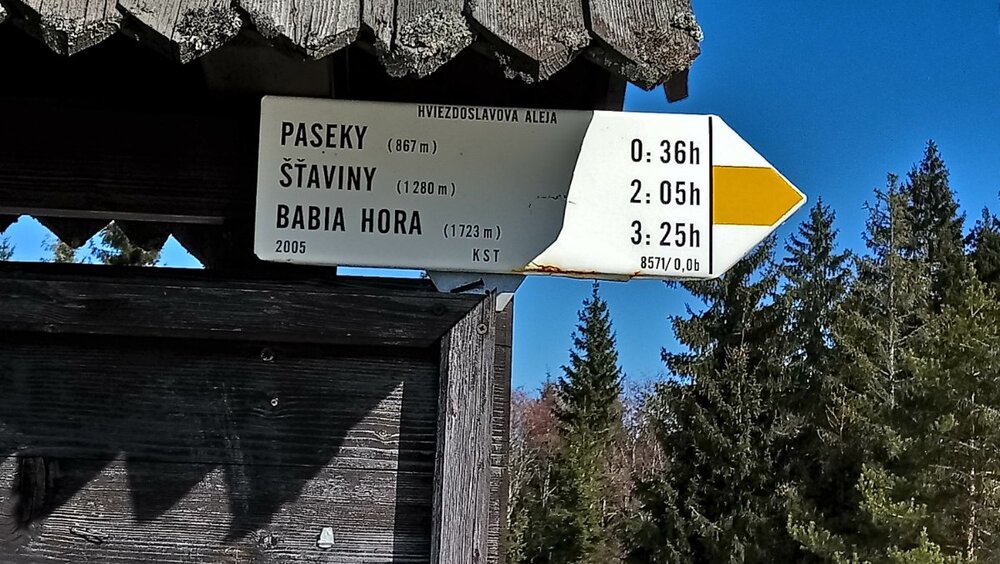 HVIEZDOSLAVOVA ALEJA
PASEKY (867 m) 0:36h
ŠŤAVINY (1280 m) 2:05h
BABIA HORA (1723 m) 3:25h
2005 KST 8571/0,0b